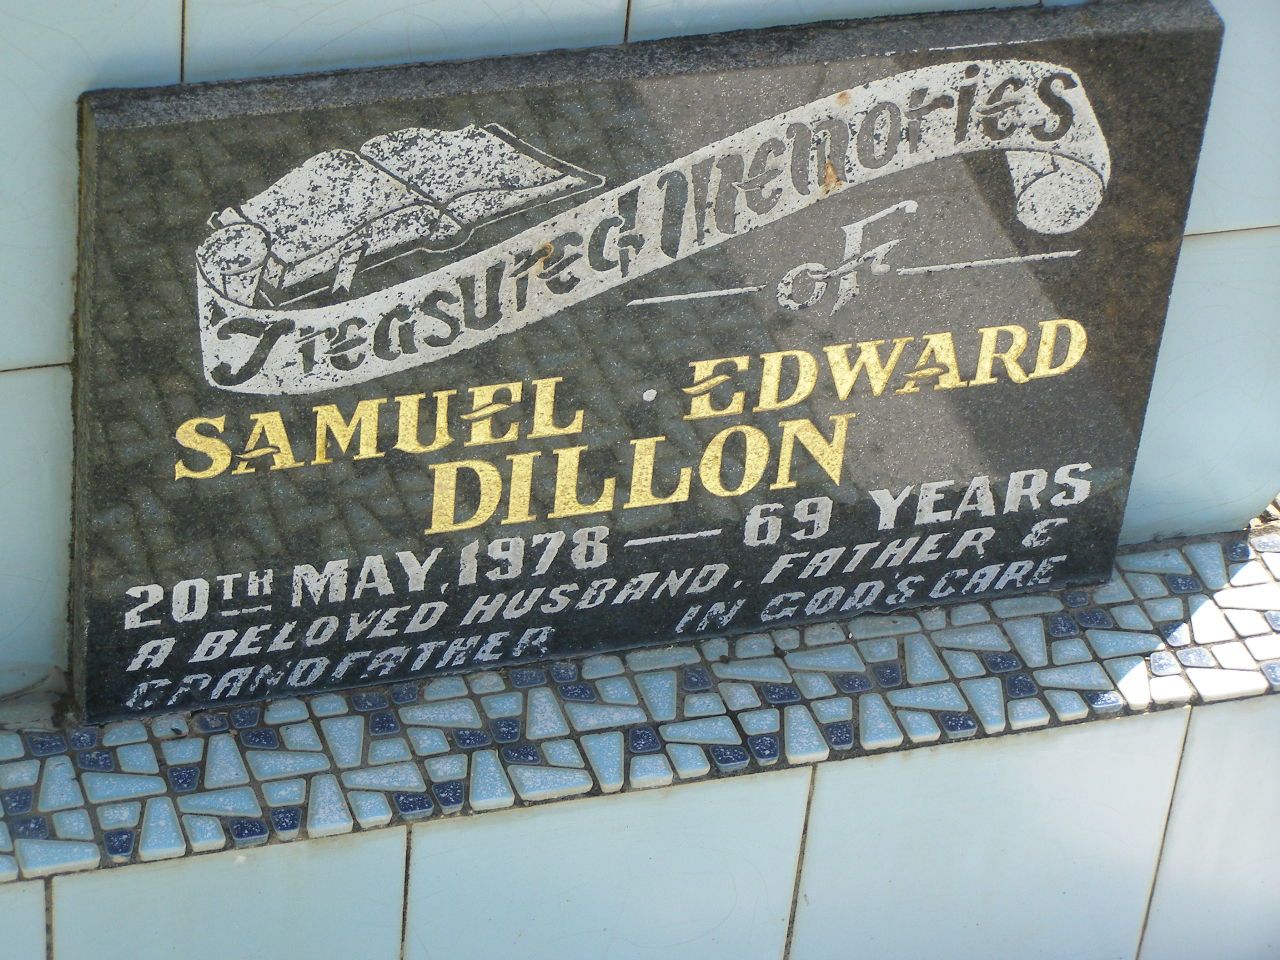 Treasured Memories
of
SAMUEL EDWARD
DILLON
20TH MAY, 1978 — 69 YEARS
A BELOVED HUSBAND, FATHER &
GRANDFATHER IN GOD'S CARE